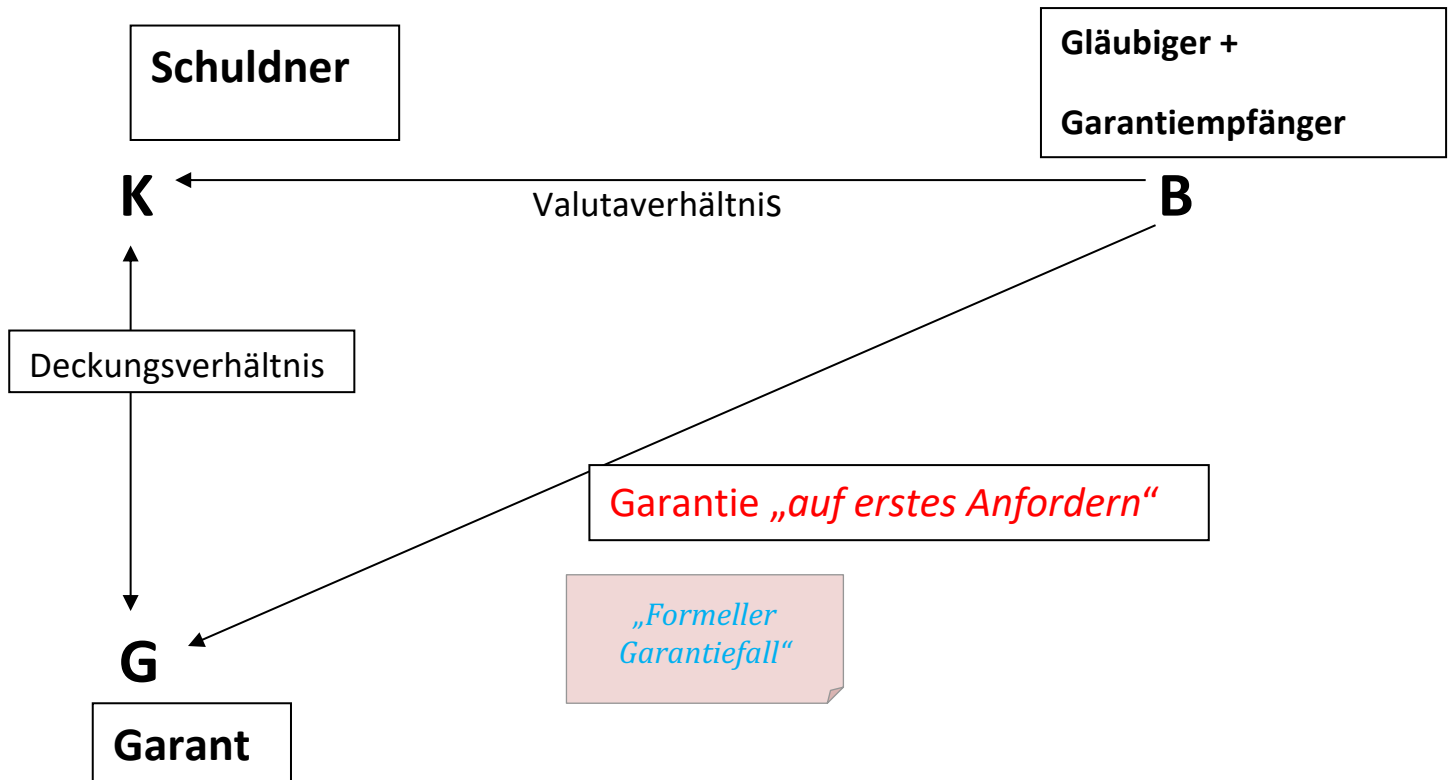 Schuldner
Gläubiger +
Garantiempfänger
K
Valutaverhältnis
B
Deckungsverhältnis
Garantie „auf erstes Anfordern“
„Formeller
Garantiefall“
G
Garant